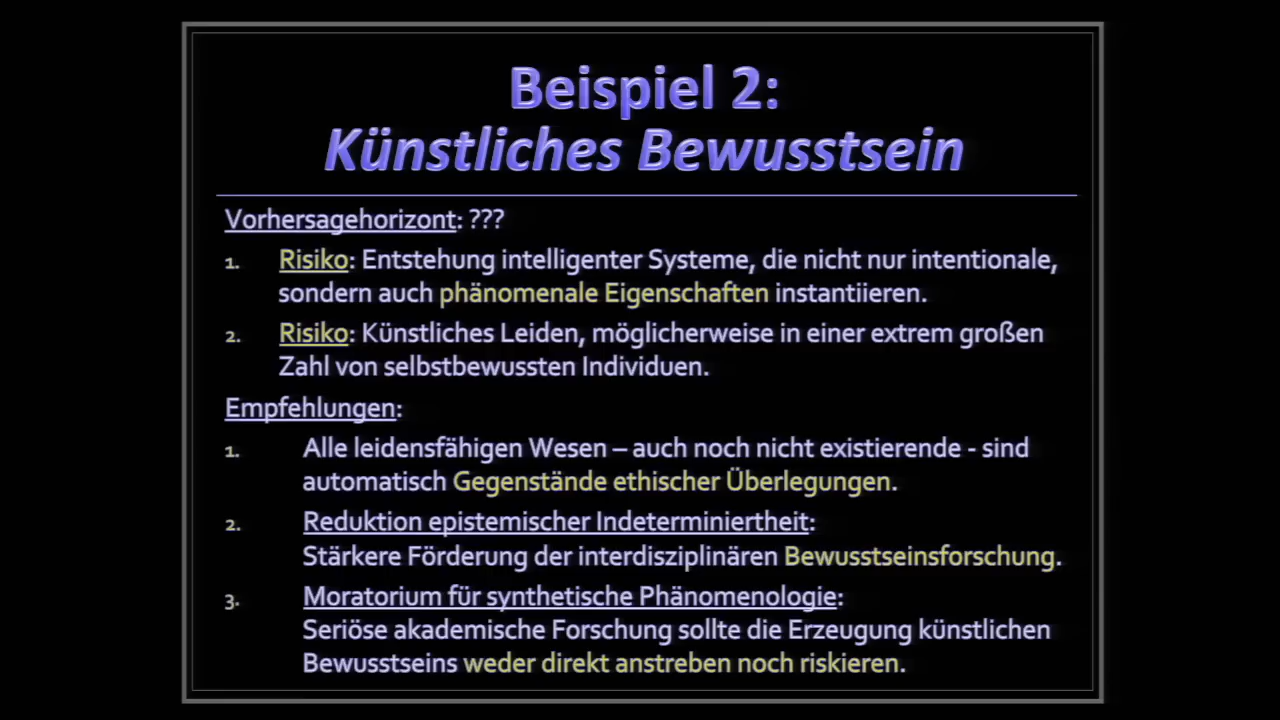 Beispiel 2:
Künstliches Bewusstsein
Vorhersagehorizont: ???
1. Risiko: Entstehung intelligenter Systeme, die nicht nur intentionale,
sondern auch phänomenale Eigenschaften instantiieren.
2. Risiko: Künstliches Leiden, möglicherweise in einer extrem großen
Zahl von selbstbewussten Individuen.
Empfehlungen:
1. Alle leidensfähigen Wesen – auch noch nicht existierende - sind
automatisch Gegenstände ethischer Überlegungen.
2. Reduktion epistemischer Indeterminiertheit:
Stärkere Förderung der interdisziplinären Bewusstseinsforschung.
3. Moratorium für synthetische Phänomenologie:
Seriöse akademische Forschung sollte die Erzeugung künstlichen
Bewusstseins weder direkt anstreben noch riskieren.